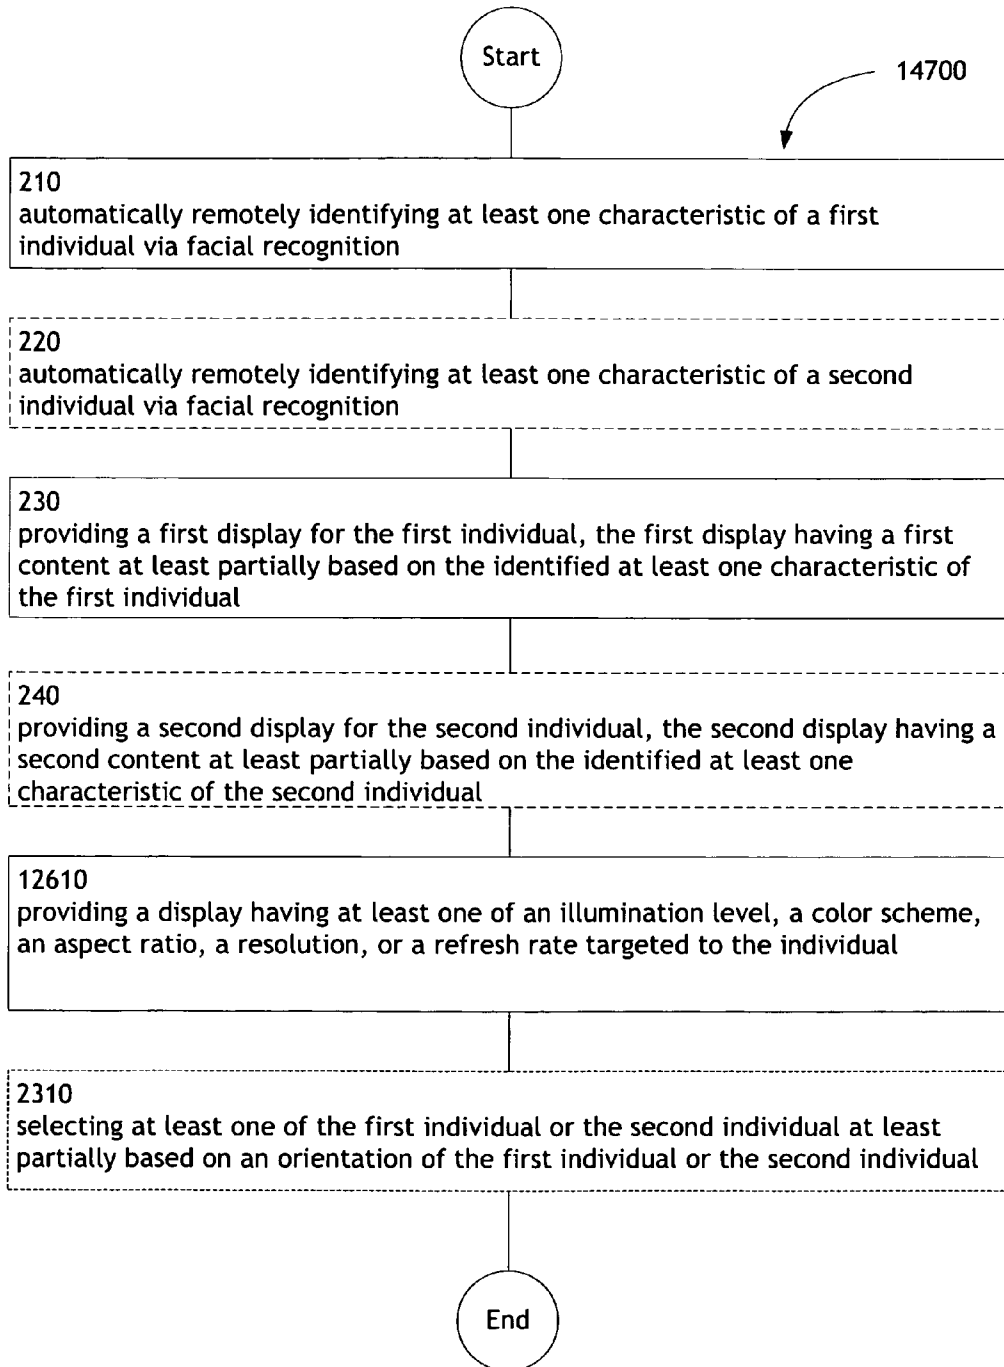 Start
14700
210
automatically remotely identifying at least one characteristic of a first
individual via facial recognition
220
automatically remotely identifying at least one characteristic of a second
individual via facial recognition
230
providing a first display for the first individual, the first display having a first
content at least partially based on the identified at least one characteristic of
the first individual
240
providing a second display for the second individual, the second display having a
second content at least partially based on the identified at least one
characteristic of the second individual
12610
providing a display having at least one of an illumination level, a color scheme,
an aspect ratio, a resolution, or a refresh rate targeted to the individual
2310
selecting at least one of the first individual or the second individual at least
partially based on an orientation of the first individual or the second individual
End